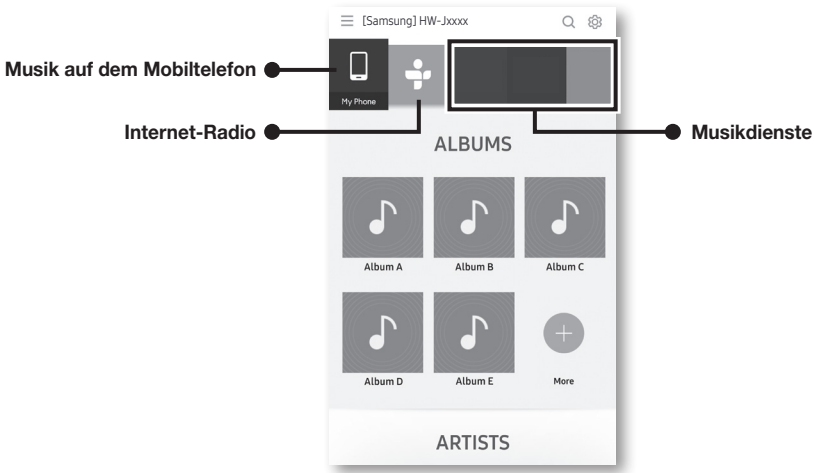 [Samsung] HW-Jxxxx
Musik auf dem Mobiltelefon
My Phone
Internet-Radio
Musikdienste
ALBUMS
Album A
Album B
Album C
Album D
Album E
More
ARTISTS